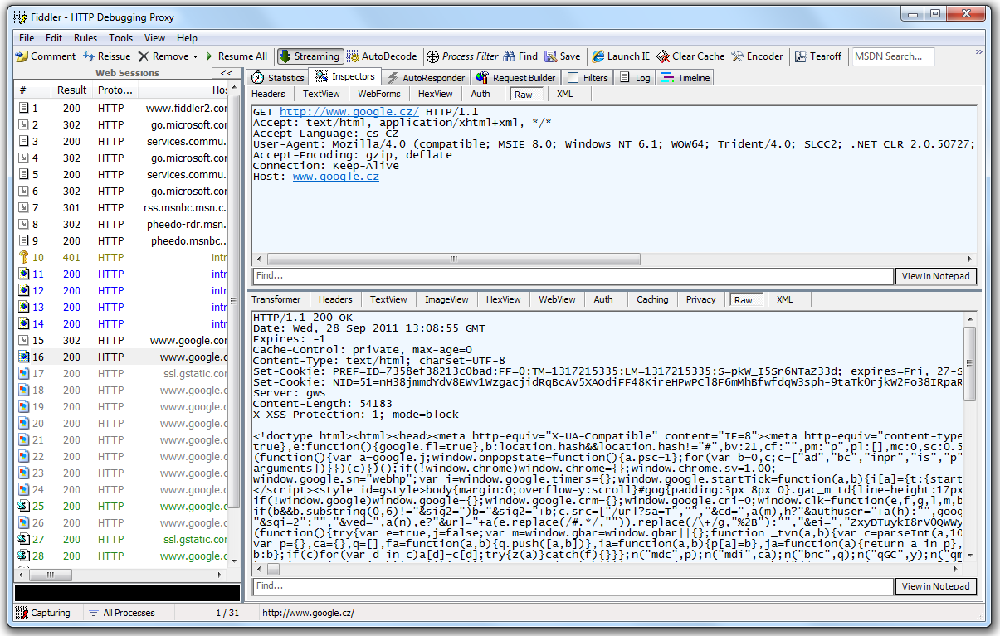 Fiddler - HTTP Debugging Proxy
File Edit Rules Tools View Help
Comment Reissue Remove Resume All Streaming AutoDecode Process Filter Find Save Launch IE Clear Cache Encoder Tearoff MSDN Search... »
Web Sessions <<
# Result Proto... Ho
1 200 HTTP www.fiddler2.cor
2 302 HTTP go.microsoft.cor
3 200 HTTP services.commu.
4 302 HTTP go.microsoft.cor
5 200 HTTP services.commu.
6 302 HTTP go.microsoft.cor
7 301 HTTP rss.msnbc.msn.c.
8 302 HTTP pheedo-rdr.msn.
9 200 HTTP pheedo.msnbc..
10 401 HTTP intr
11 200 HTTP intr
12 200 HTTP intr
13 200 HTTP intr
14 200 HTTP intr
15 302 HTTP www.google.cor
16 200 HTTP www.google.c
17 200 HTTP ssl.gstatic.cor
18 200 HTTP www.google.c
19 200 HTTP www.google.c
20 200 HTTP www.google.c
21 200 HTTP www.google.c
22 200 HTTP www.google.c
23 200 HTTP www.google.c
24 200 HTTP www.google.c
25 200 HTTP www.google.c
26 200 HTTP www.google.c
27 200 HTTP ssl.gstatic.cor
28 200 HTTP www.google.c
Statistics Inspectors AutoResponder Request Builder Filters Log Timeline
Headers TextView WebForms HexView Auth Raw XML
GET http://www.google.cz/ HTTP/1.1
Accept: text/html, application/xhtml+xml, */*
Accept-Language: cs-CZ
User-Agent: Mozilla/4.0 (compatible; MSIE 8.0; Windows NT 6.1; WOW64; Trident/4.0; SLCC2; .NET CLR 2.0.50727;
Accept-Encoding: gzip, deflate
Connection: Keep-Alive
Host: www.google.cz
Find... View in Notepad
Transformer Headers TextView ImageView HexView WebView Auth Caching Privacy Raw XML
HTTP/1.1 200 OK
Date: Wed, 28 Sep 2011 13:08:55 GMT
Expires: -1
Cache-Control: private, max-age=0
Content-Type: text/html; charset=UTF-8
Set-Cookie: PREF=ID=7358ef38213c0bad:FF=0:TM=1317215335:LM=1317215335:S=pkW_I5Sr6NTaZ33d; expires=Fri, 27-S
Set-Cookie: NID=51=nH38jmmdYdV8EWv1WzgacjidRqBcAV5XAOdiFF48KireHPwPCl8F6mMhBfwfdqW3sph-9taTk0rjkW2Fo38IRpaR
Server: gws
Content-Length: 54183
X-XSS-Protection: 1; mode=block
<!doctype html><html><head><meta http-equiv="X-UA-Compatible" content="IE=8"><meta http-equiv="content-type
true},e:function(){google.fl=true},b:location.hash&&location.hash!="#",bv:21,cf:"",pm:"p",pl:[],mc:0,sc:0.5
(function(){var a=google.j;window.onpopstate=function(){a.psc=1};for(var b=0,c;c=["ad","bc","inpr","is","p"
arguments])}})(c)})();if(!window.chrome)window.chrome={};window.chrome.sv=1.00;
window.google.sn="webhp";var i=window.google.timers={};window.google.startTick=function(a,b){i[a]={t:{start
</script><style id=gstyle>body{margin:0;overflow-y:scroll}#gog{padding:3px 8px 0}.gac_m td{line-height:17px
if(!window.google)window.google={};window.google.crm={};window.google.cri=0;window.clk=function(e,f,g,l,m,b
if(b&&b.substring(0,6)!="&sig2=")b="&sig2="+b;c.src=["/url?sa=T","","&cd=",a(m),h?"&authuser="+a(h):"",goog
"&sqi=2":"","&ved=",a(n),e?"&url="+a(e.replace(/#.*/,"")).replace(/\+/g,"%2B"):"","&ei=","ZxyDTuykI8rVOQWWy
(function(){try{var e=true,j=false;var m=window.gbar=window.gbar||{};function _tvn(a,b){var c=parseInt(a,10
var p={},ca={},q=[],fa=function(a,b){q.push([a,b])},ia=function(a,b){p[a]=b},ja=function(a){return a in p},
b:b};if(c)for(var d in c)a[d]=c[d];try{z(a)}catch(f){}}};n("mdc",p);n("mdi",ca);n("bnc",q);n("qGC",y);n("qm
Find... View in Notepad
Capturing All Processes 1 / 31 http://www.google.cz/